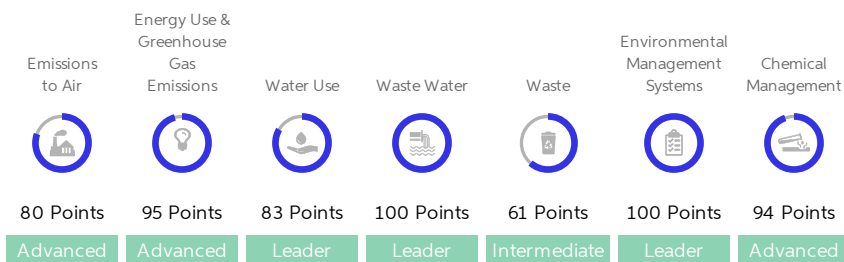 Emissions
to Air
Energy Use &
Greenhouse
Gas
Emissions
Water Use
Waste Water
Waste
Environmental
Management
Systems
Chemical
Management
80 Points
95 Points
83 Points
100 Points
61 Points
100 Points
94 Points
Advanced
Advanced
Leader
Leader
Intermediate
Leader
Advanced